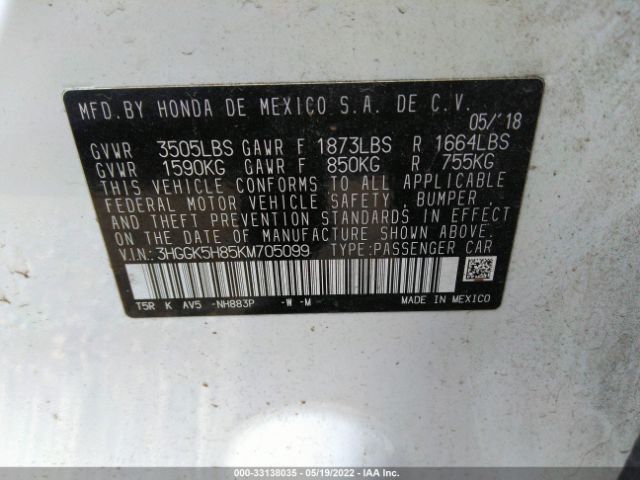 MFD. BY HONDA DE MEXICO S.A. DE C.V.
05/'18
GVWR 3505LBS GAWR F 1873LBS R 1664LBS
GVWR 1590KG GAWR F 850KG R 755KG
THIS VEHICLE CONFORMS TO ALL APPLICABLE
FEDERAL MOTOR VEHICLE SAFETY, BUMPER,
AND THEFT PREVENTION STANDARDS IN EFFECT
ON THE DATE OF MANUFACTURE SHOWN ABOVE.
V.I.N.: 3HGGK5H85KM705099 TYPE: PASSENGER CAR
T5R K AV5 -NH883P -W -M MADE IN MEXICO
000-33138035 - 05/19/2022 - IAA Inc.